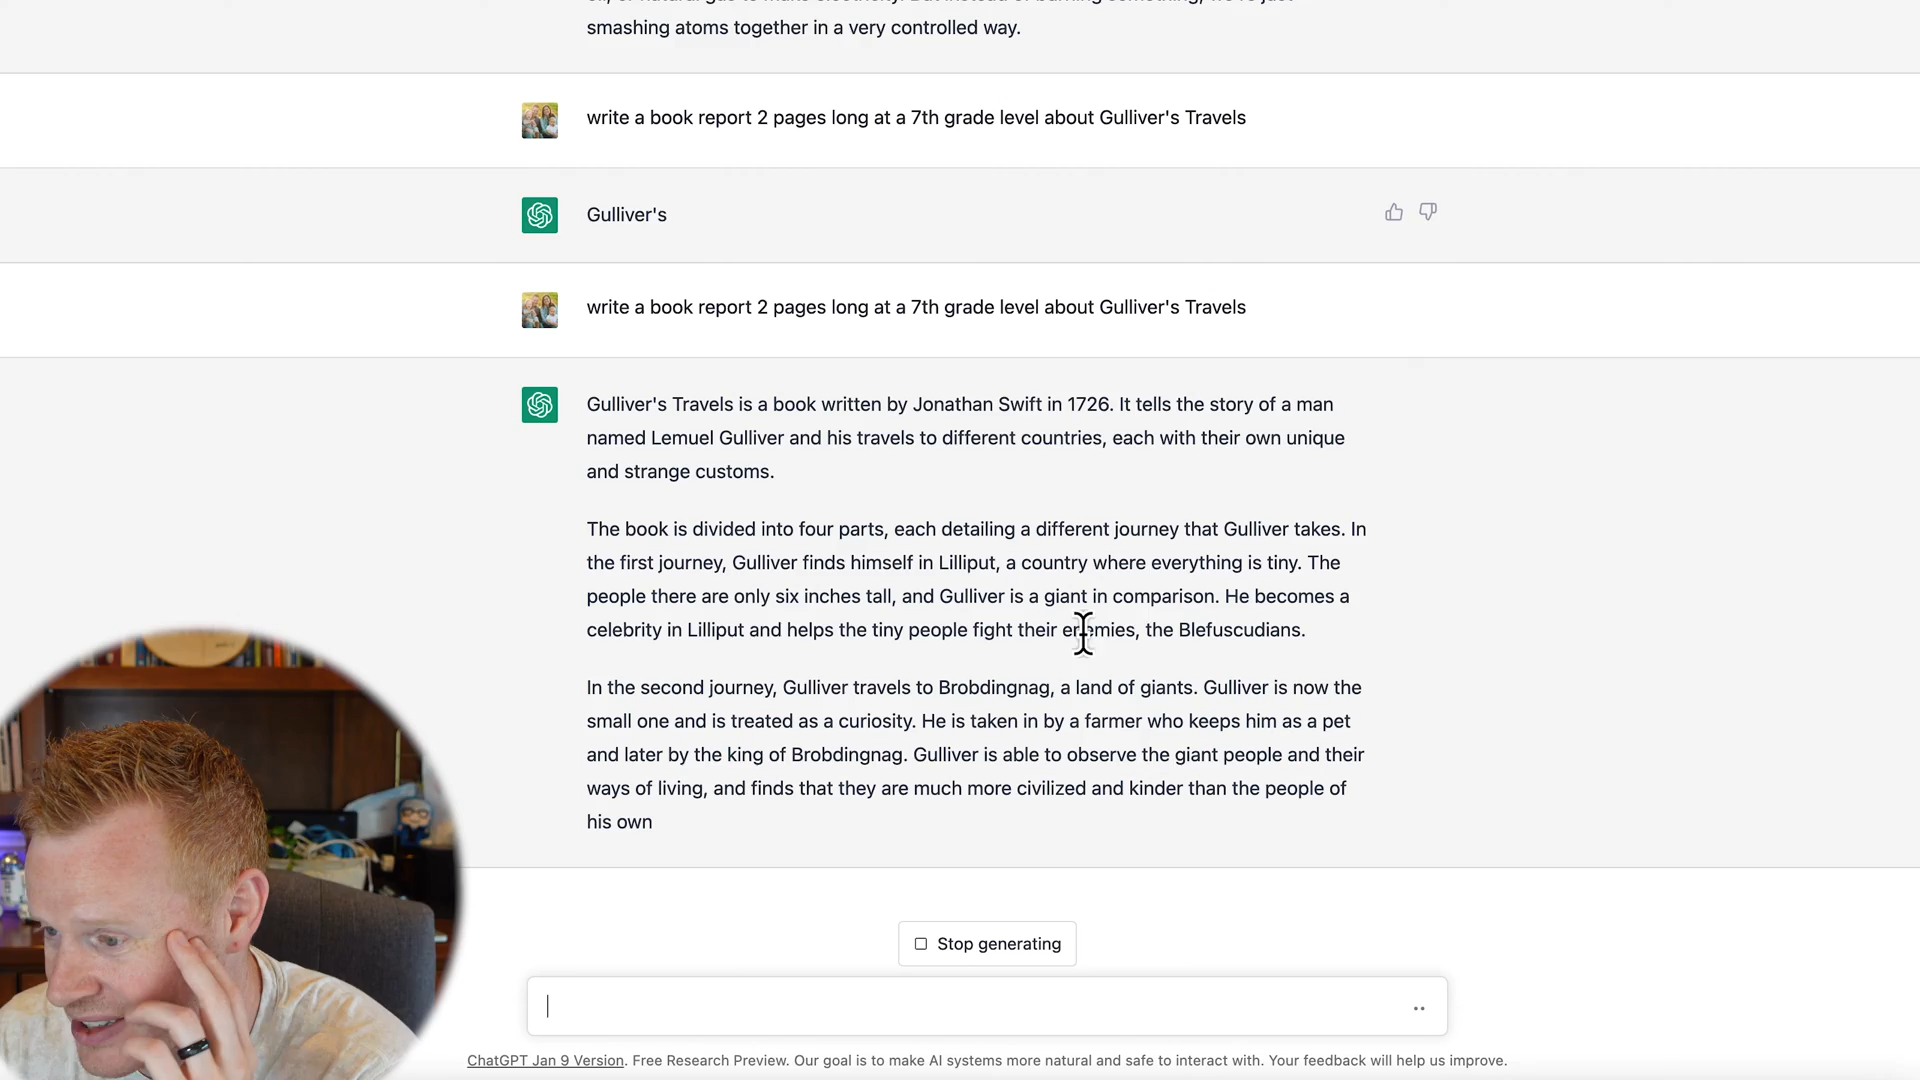 smashing atoms together in a very controlled way.
write a book report 2 pages long at a 7th grade level about Gulliver's Travels
Gulliver's
write a book report 2 pages long at a 7th grade level about Gulliver's Travels
Gulliver's Travels is a book written by Jonathan Swift in 1726. It tells the story of a man
named Lemuel Gulliver and his travels to different countries, each with their own unique
and strange customs.
The book is divided into four parts, each detailing a different journey that Gulliver takes. In
the first journey, Gulliver finds himself in Lilliput, a country where everything is tiny. The
people there are only six inches tall, and Gulliver is a giant in comparison. He becomes a
celebrity in Lilliput and helps the tiny people fight their enemies, the Blefuscudians.
In the second journey, Gulliver travels to Brobdingnag, a land of giants. Gulliver is now the
small one and is treated as a curiosity. He is taken in by a farmer who keeps him as a pet
and later by the king of Brobdingnag. Gulliver is able to observe the giant people and their
ways of living, and finds that they are much more civilized and kinder than the people of
his own
Stop generating
ChatGPT Jan 9 Version. Free Research Preview. Our goal is to make AI systems more natural and safe to interact with. Your feedback will help us improve.